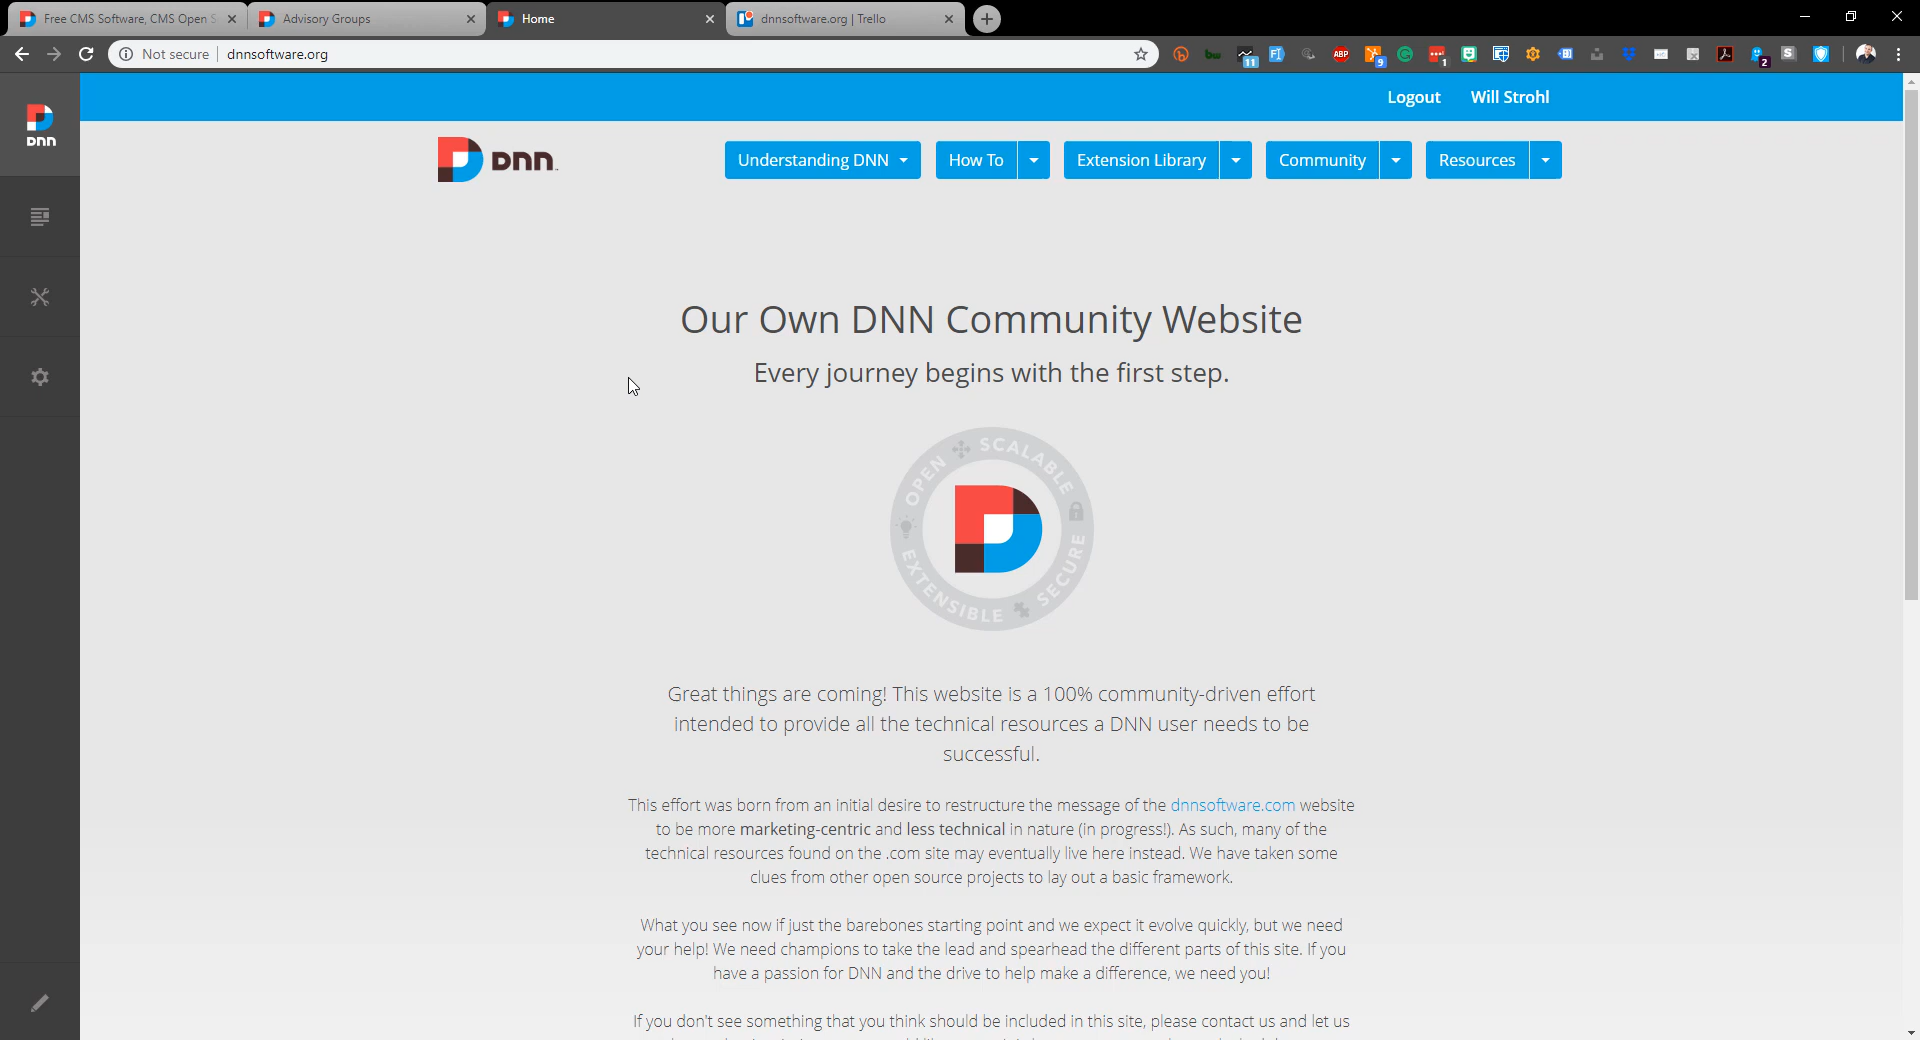 Free CMS Software, CMS Open S
Advisory Groups
Home
dnnsoftware.org | Trello
Not secure
dnnsoftware.org
ABP
11
9
1
2
Logout
Will Strohl
DNN
DNN
Understanding DNN
How To
Extension Library
Community
Resources
Our Own DNN Community Website
Every journey begins with the first step.
OPEN
SCALABLE
SECURE
EXTENSIBLE
Great things are coming! This website is a 100% community-driven effort
intended to provide all the technical resources a DNN user needs to be
successful.
This effort was born from an initial desire to restructure the message of the dnnsoftware.com website
to be more marketing-centric and less technical in nature (in progress!). As such, many of the
technical resources found on the .com site may eventually live here instead. We have taken some
clues from other open source projects to lay out a basic framework.
What you see now if just the barebones starting point and we expect it evolve quickly, but we need
your help! We need champions to take the lead and spearhead the different parts of this site. If you
have a passion for DNN and the drive to help make a difference, we need you!
If you don't see something that you think should be included in this site, please contact us and let us